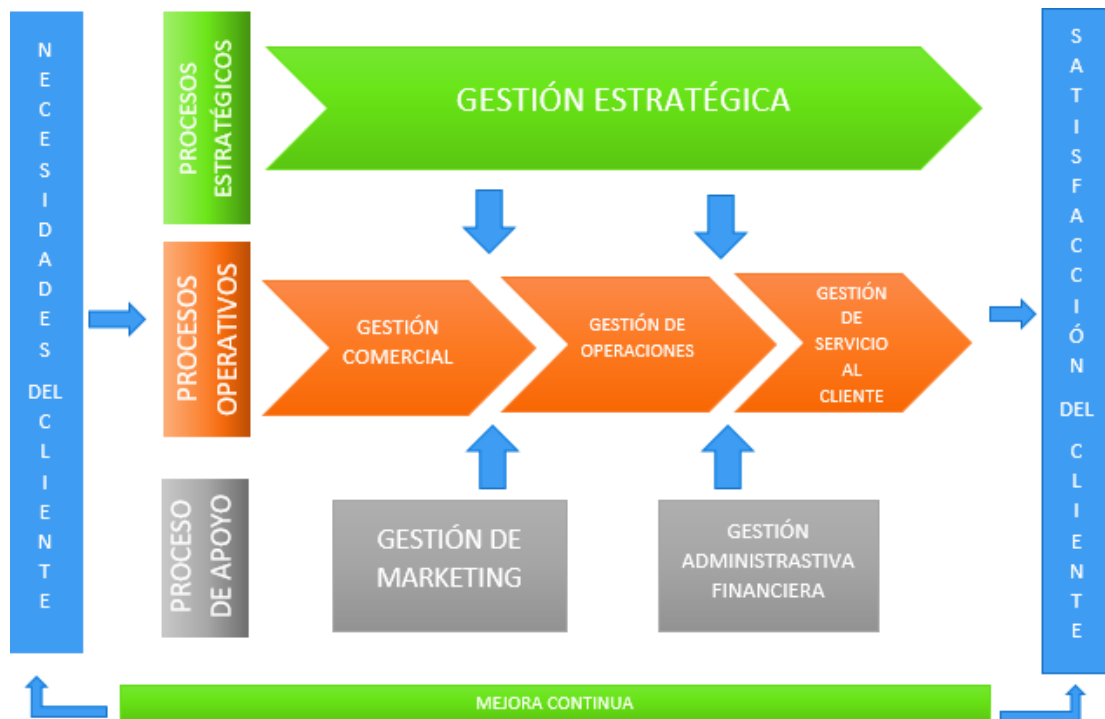 NECESIDADES DEL CLIENTE
PROCESOS
ESTRATÉGICOS
GESTIÓN ESTRATÉGICA
PROCESOS
OPERATIVOS
GESTIÓN
COMERCIAL
GESTIÓN DE
OPERACIONES
GESTIÓN
DE
SERVICIO
AL
CLIENTE
PROCESO
DE APOYO
GESTIÓN DE
MARKETING
GESTIÓN
ADMINISTRASTIVA
FINANCIERA
SATISFACCIÓN DEL CLIENTE
MEJORA CONTINUA